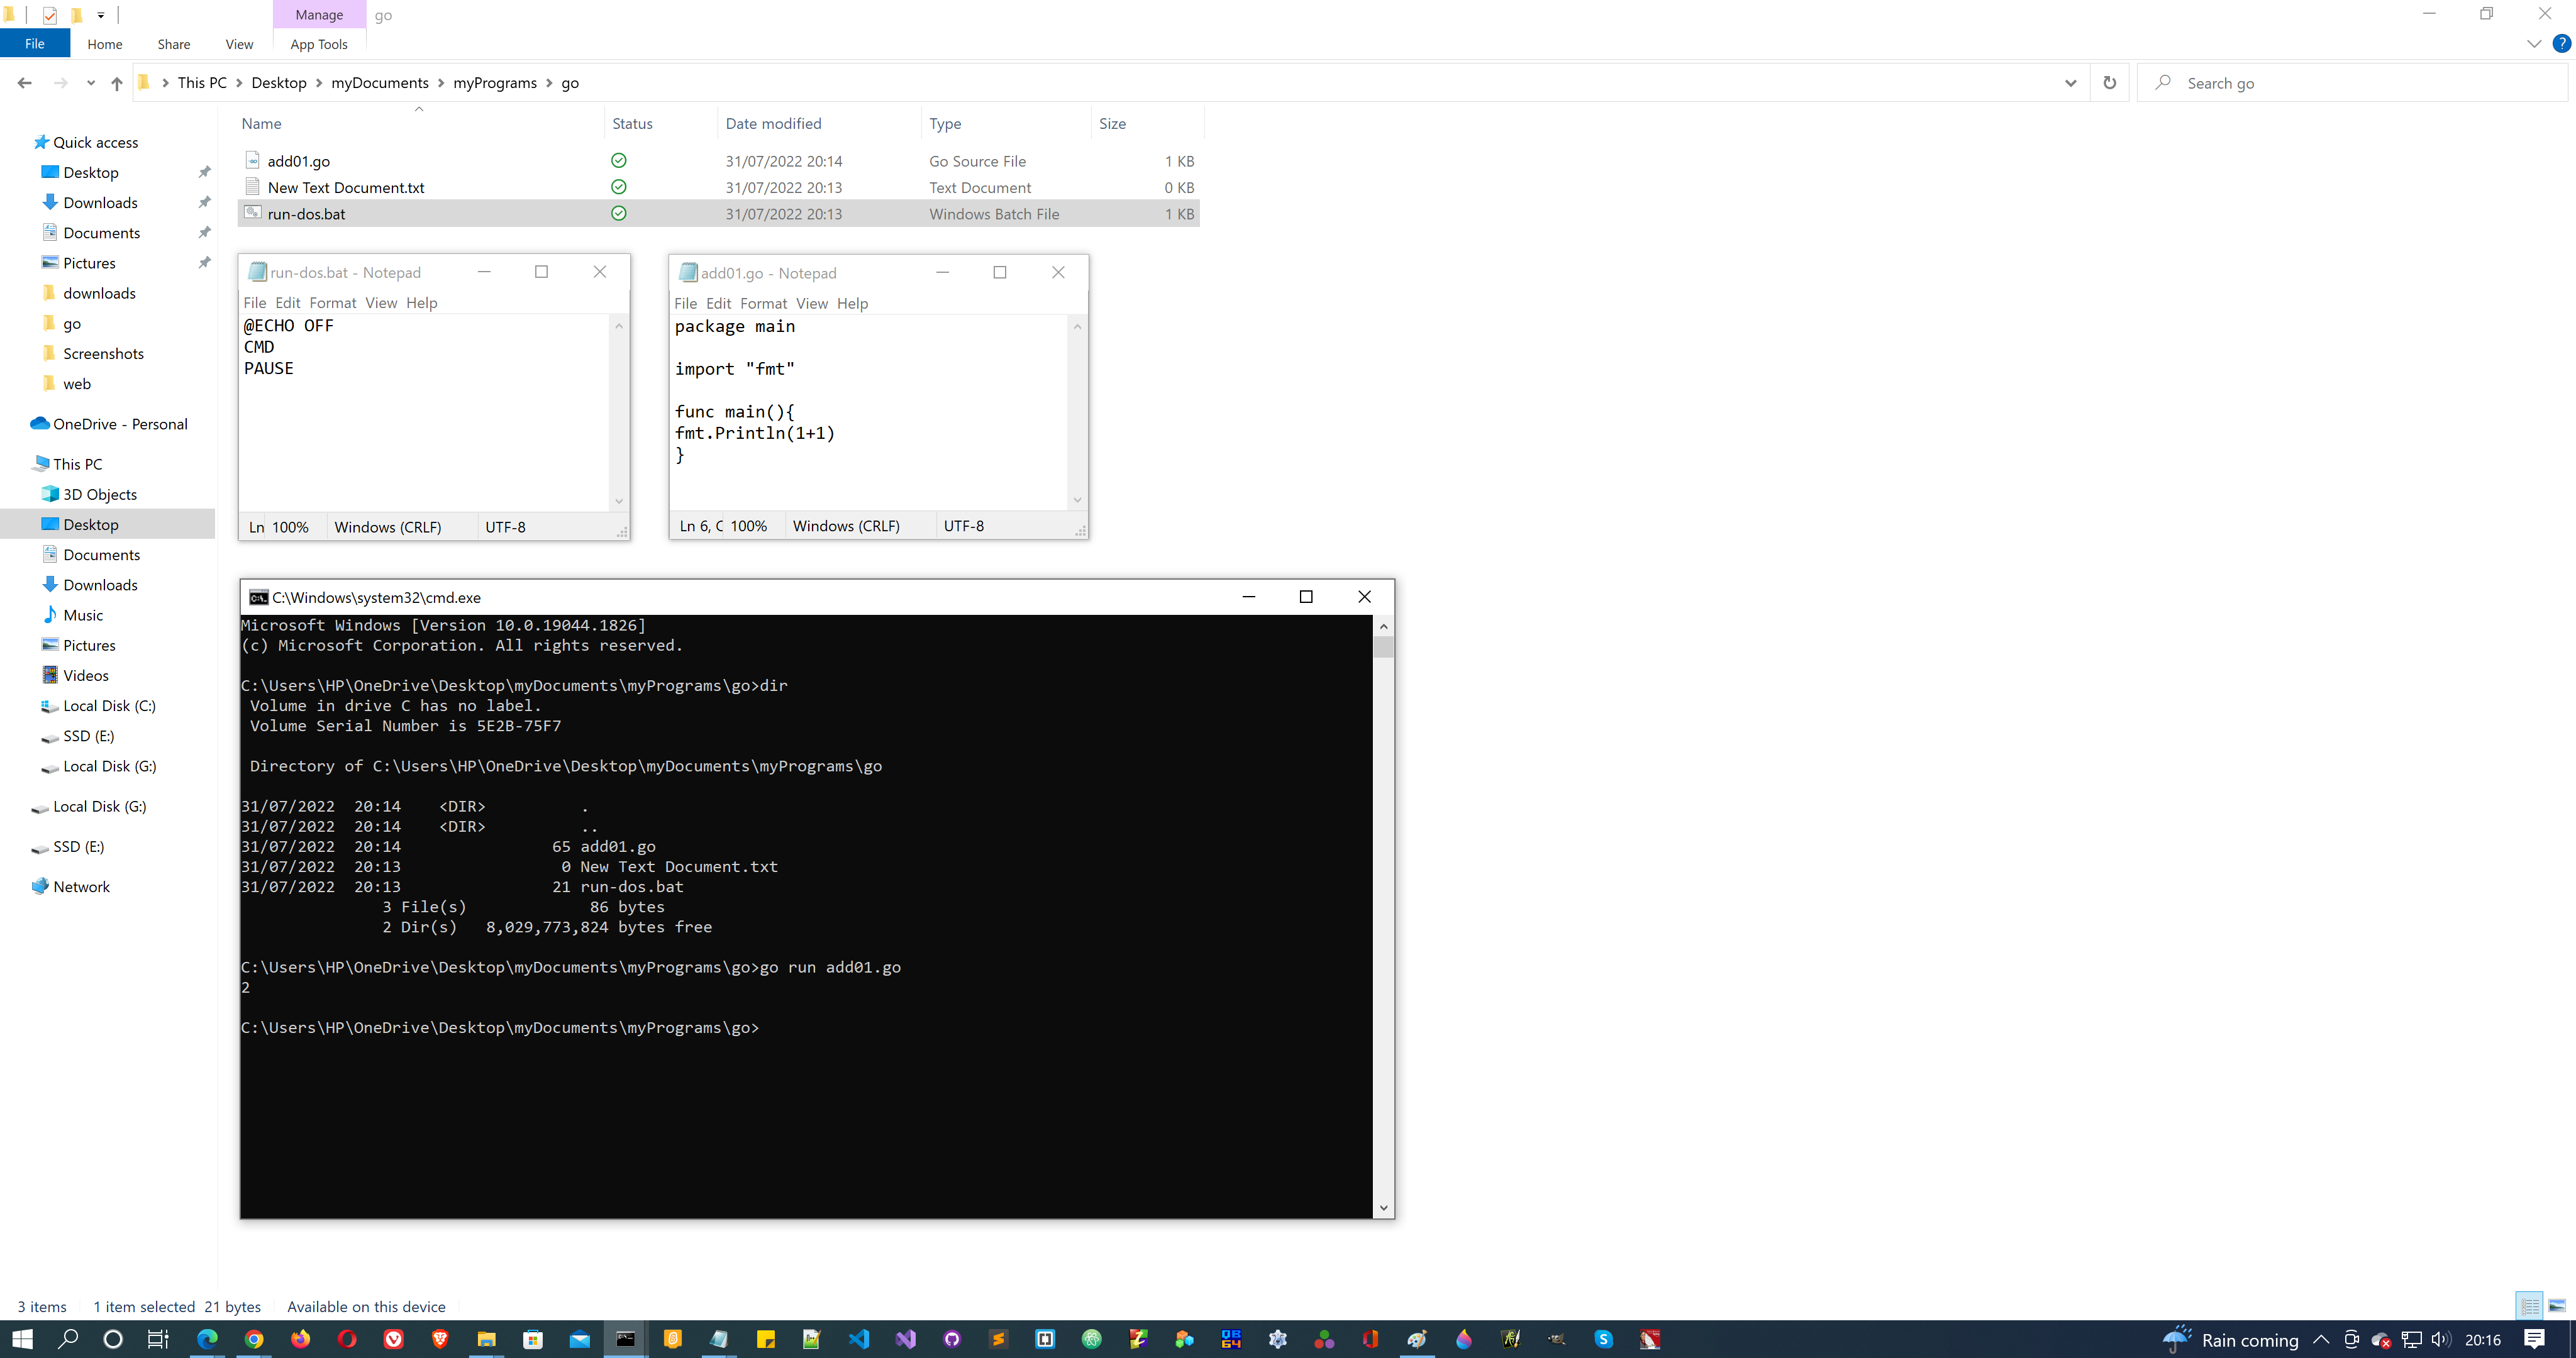 Manage go
File Home Share View App Tools
This PC Desktop myDocuments myPrograms go
Search go
Name Status Date modified Type Size
add01.go 31/07/2022 20:14 Go Source File 1 KB
New Text Document.txt 31/07/2022 20:13 Text Document 0 KB
run-dos.bat 31/07/2022 20:13 Windows Batch File 1 KB
Quick access
Desktop
Downloads
Documents
Pictures
downloads
go
Screenshots
web
OneDrive - Personal
This PC
3D Objects
Desktop
Documents
Downloads
Music
Pictures
Videos
Local Disk (C:)
SSD (E:)
Local Disk (G:)
Local Disk (G:)
SSD (E:)
Network
run-dos.bat - Notepad
File Edit Format View Help
@ECHO OFF
CMD
PAUSE
Ln 100% Windows (CRLF) UTF-8
add01.go - Notepad
File Edit Format View Help
package main
import "fmt"
func main(){
fmt.Println(1+1)
}
Ln 6, C 100% Windows (CRLF) UTF-8
C:\Windows\system32\cmd.exe
Microsoft Windows [Version 10.0.19044.1826]
(c) Microsoft Corporation. All rights reserved.
C:\Users\HP\OneDrive\Desktop\myDocuments\myPrograms\go>dir
Volume in drive C has no label.
Volume Serial Number is 5E2B-75F7
Directory of C:\Users\HP\OneDrive\Desktop\myDocuments\myPrograms\go
31/07/2022 20:14 <DIR> .
31/07/2022 20:14 <DIR> ..
31/07/2022 20:14 65 add01.go
31/07/2022 20:13 0 New Text Document.txt
31/07/2022 20:13 21 run-dos.bat
3 File(s) 86 bytes
2 Dir(s) 8,029,773,824 bytes free
C:\Users\HP\OneDrive\Desktop\myDocuments\myPrograms\go>go run add01.go
2
C:\Users\HP\OneDrive\Desktop\myDocuments\myPrograms\go>
3 items 1 item selected 21 bytes Available on this device
Rain coming 20:16